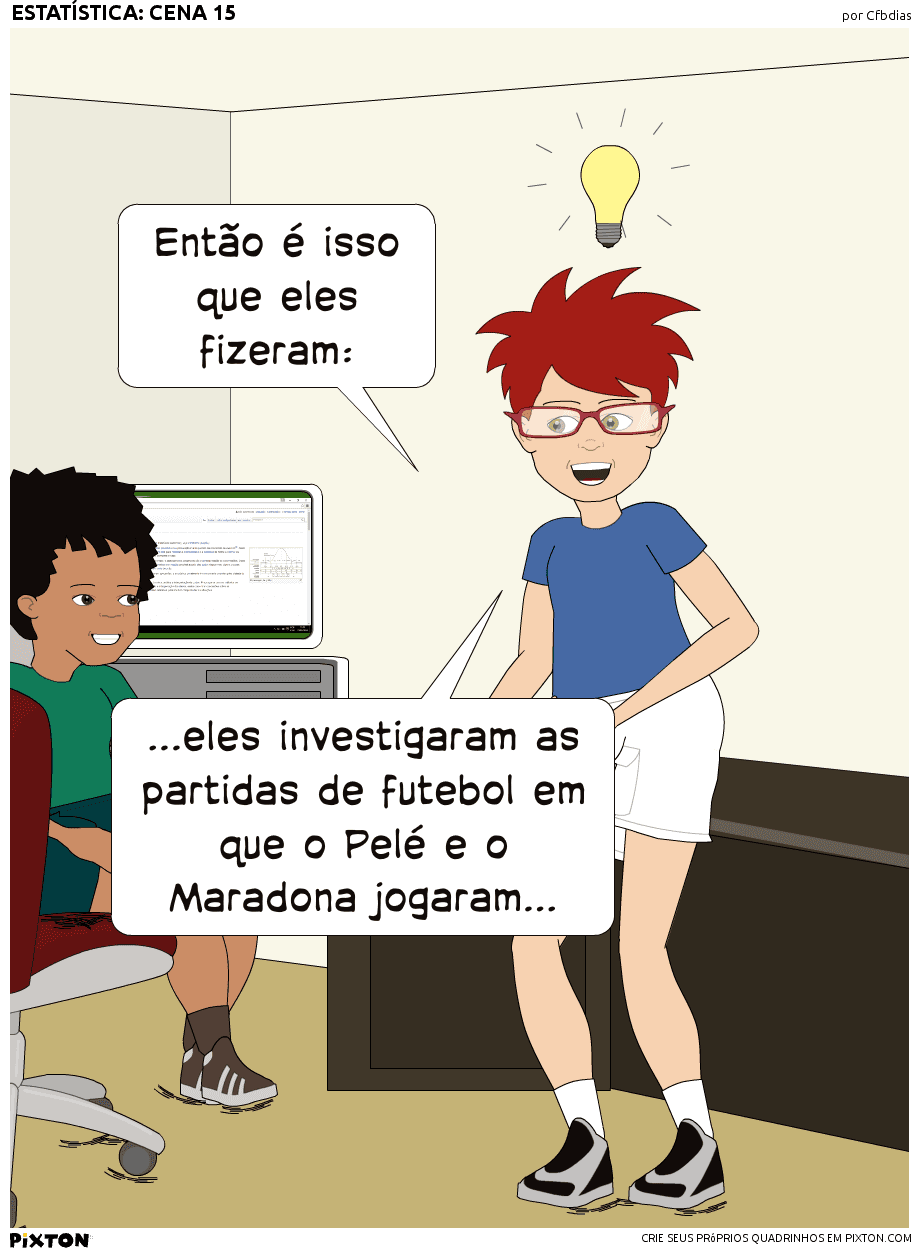 ESTATÍSTICA: CENA 15
por Cfbdias
Então é isso
que eles
fizeram:
...eles investigaram as
partidas de futebol em
que o Pelé e o
Maradona jogaram...
PiXTON
CRIE SEUS PRÓPRIOS QUADRINHOS EM PIXTON.COM